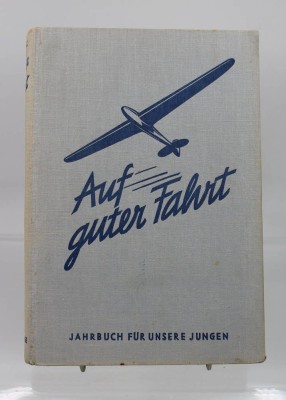 Auf
guter Fahrt
JAHRBUCH FÜR UNSERE JUNGEN